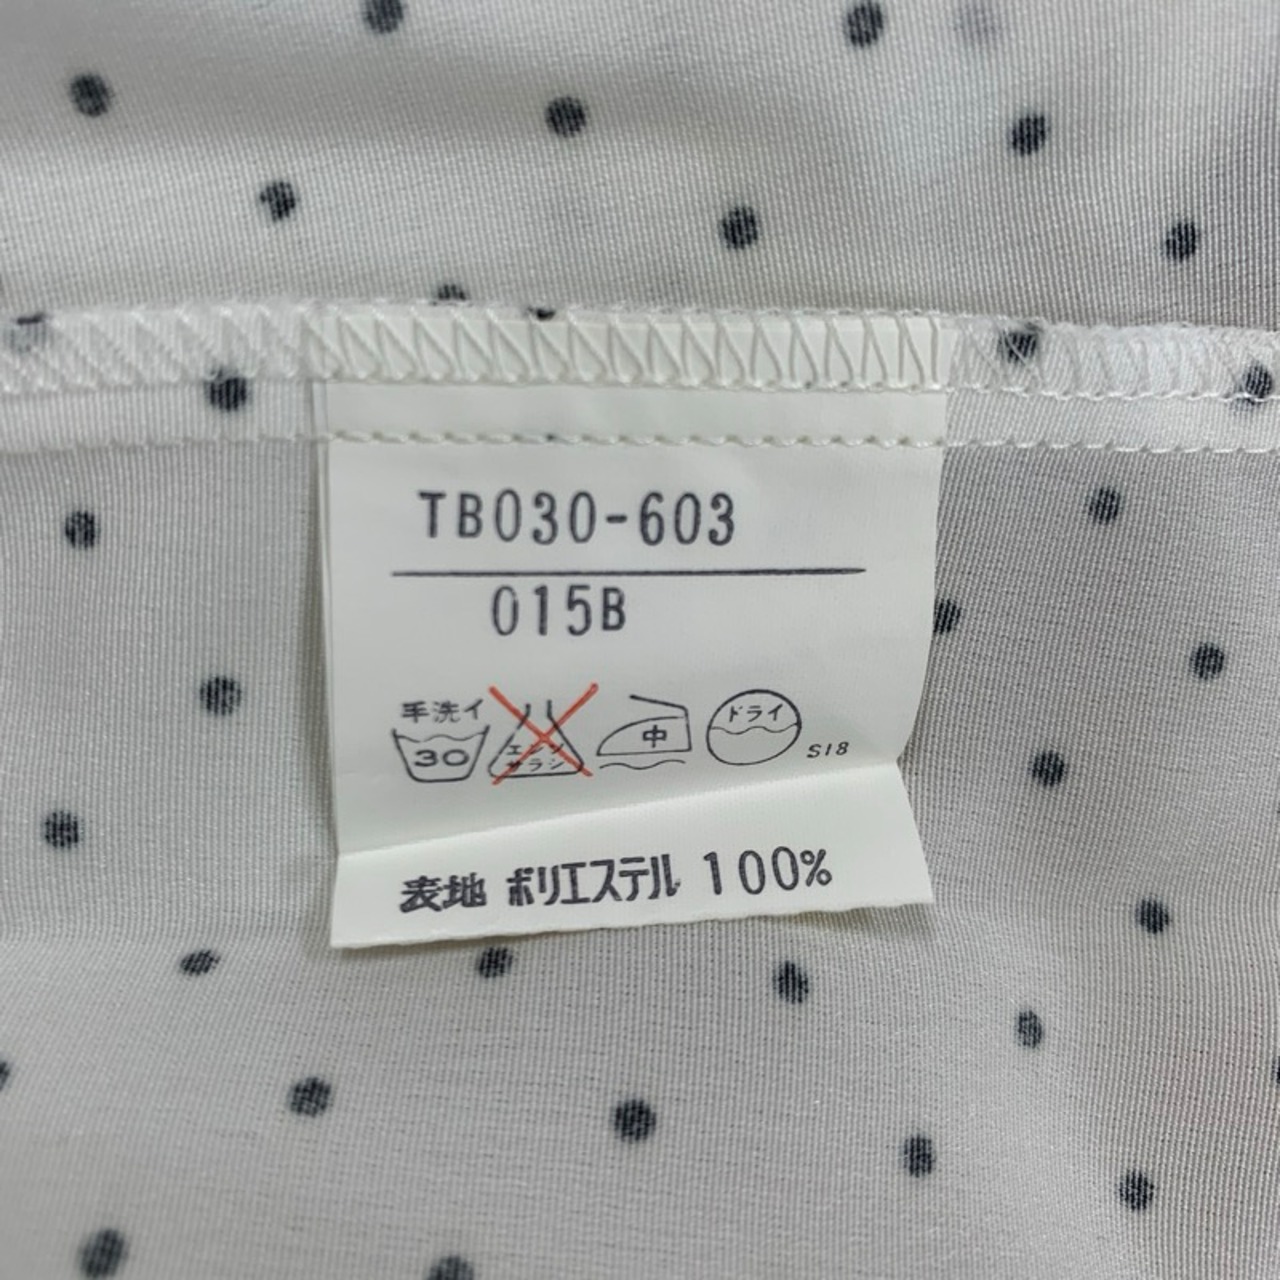 TB030-603
015B
手洗イ
30
エンソ
サラシ
中
ドライ
S18
表地 ポリエステル 100%